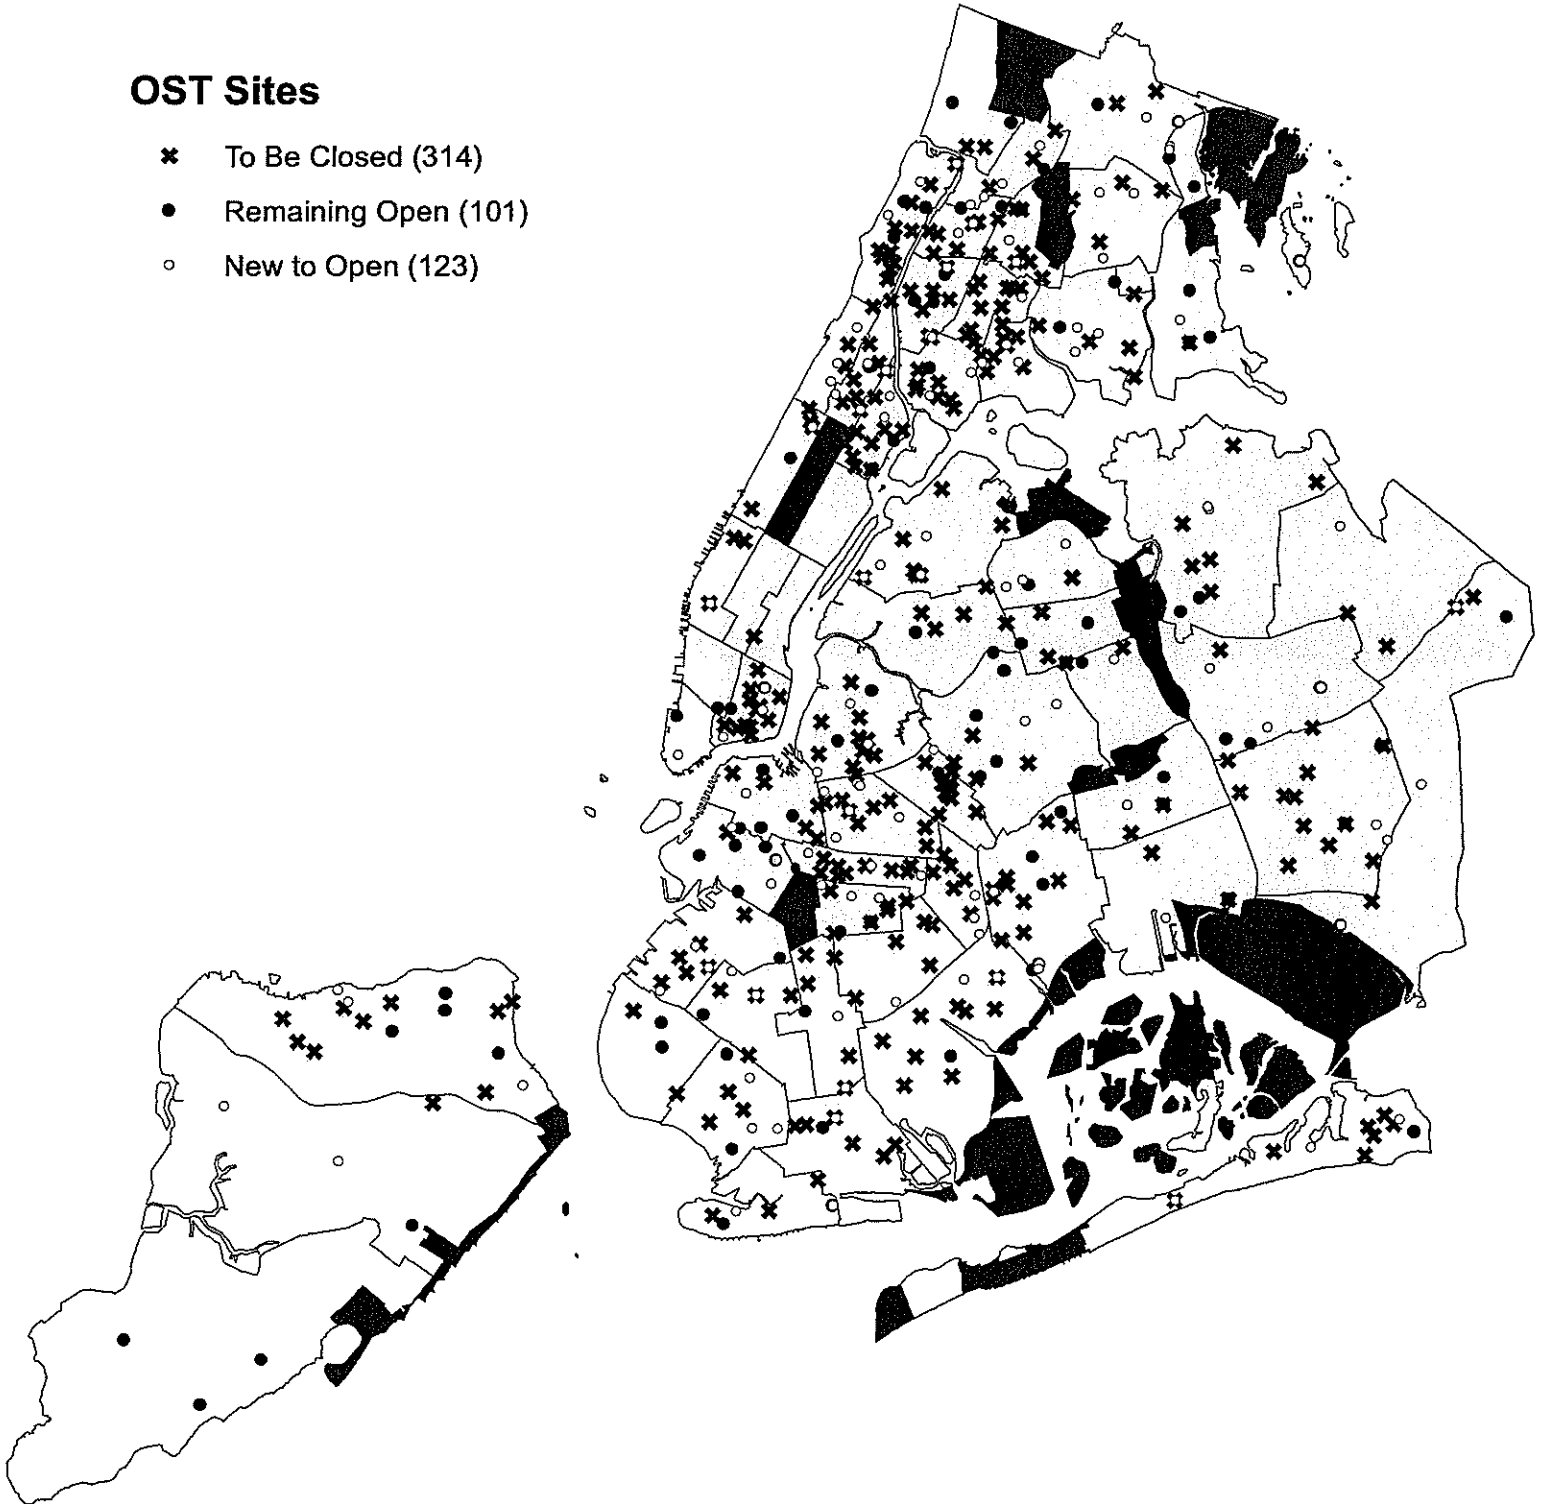 OST Sites
To Be Closed (314)
Remaining Open (101)
New to Open (123)